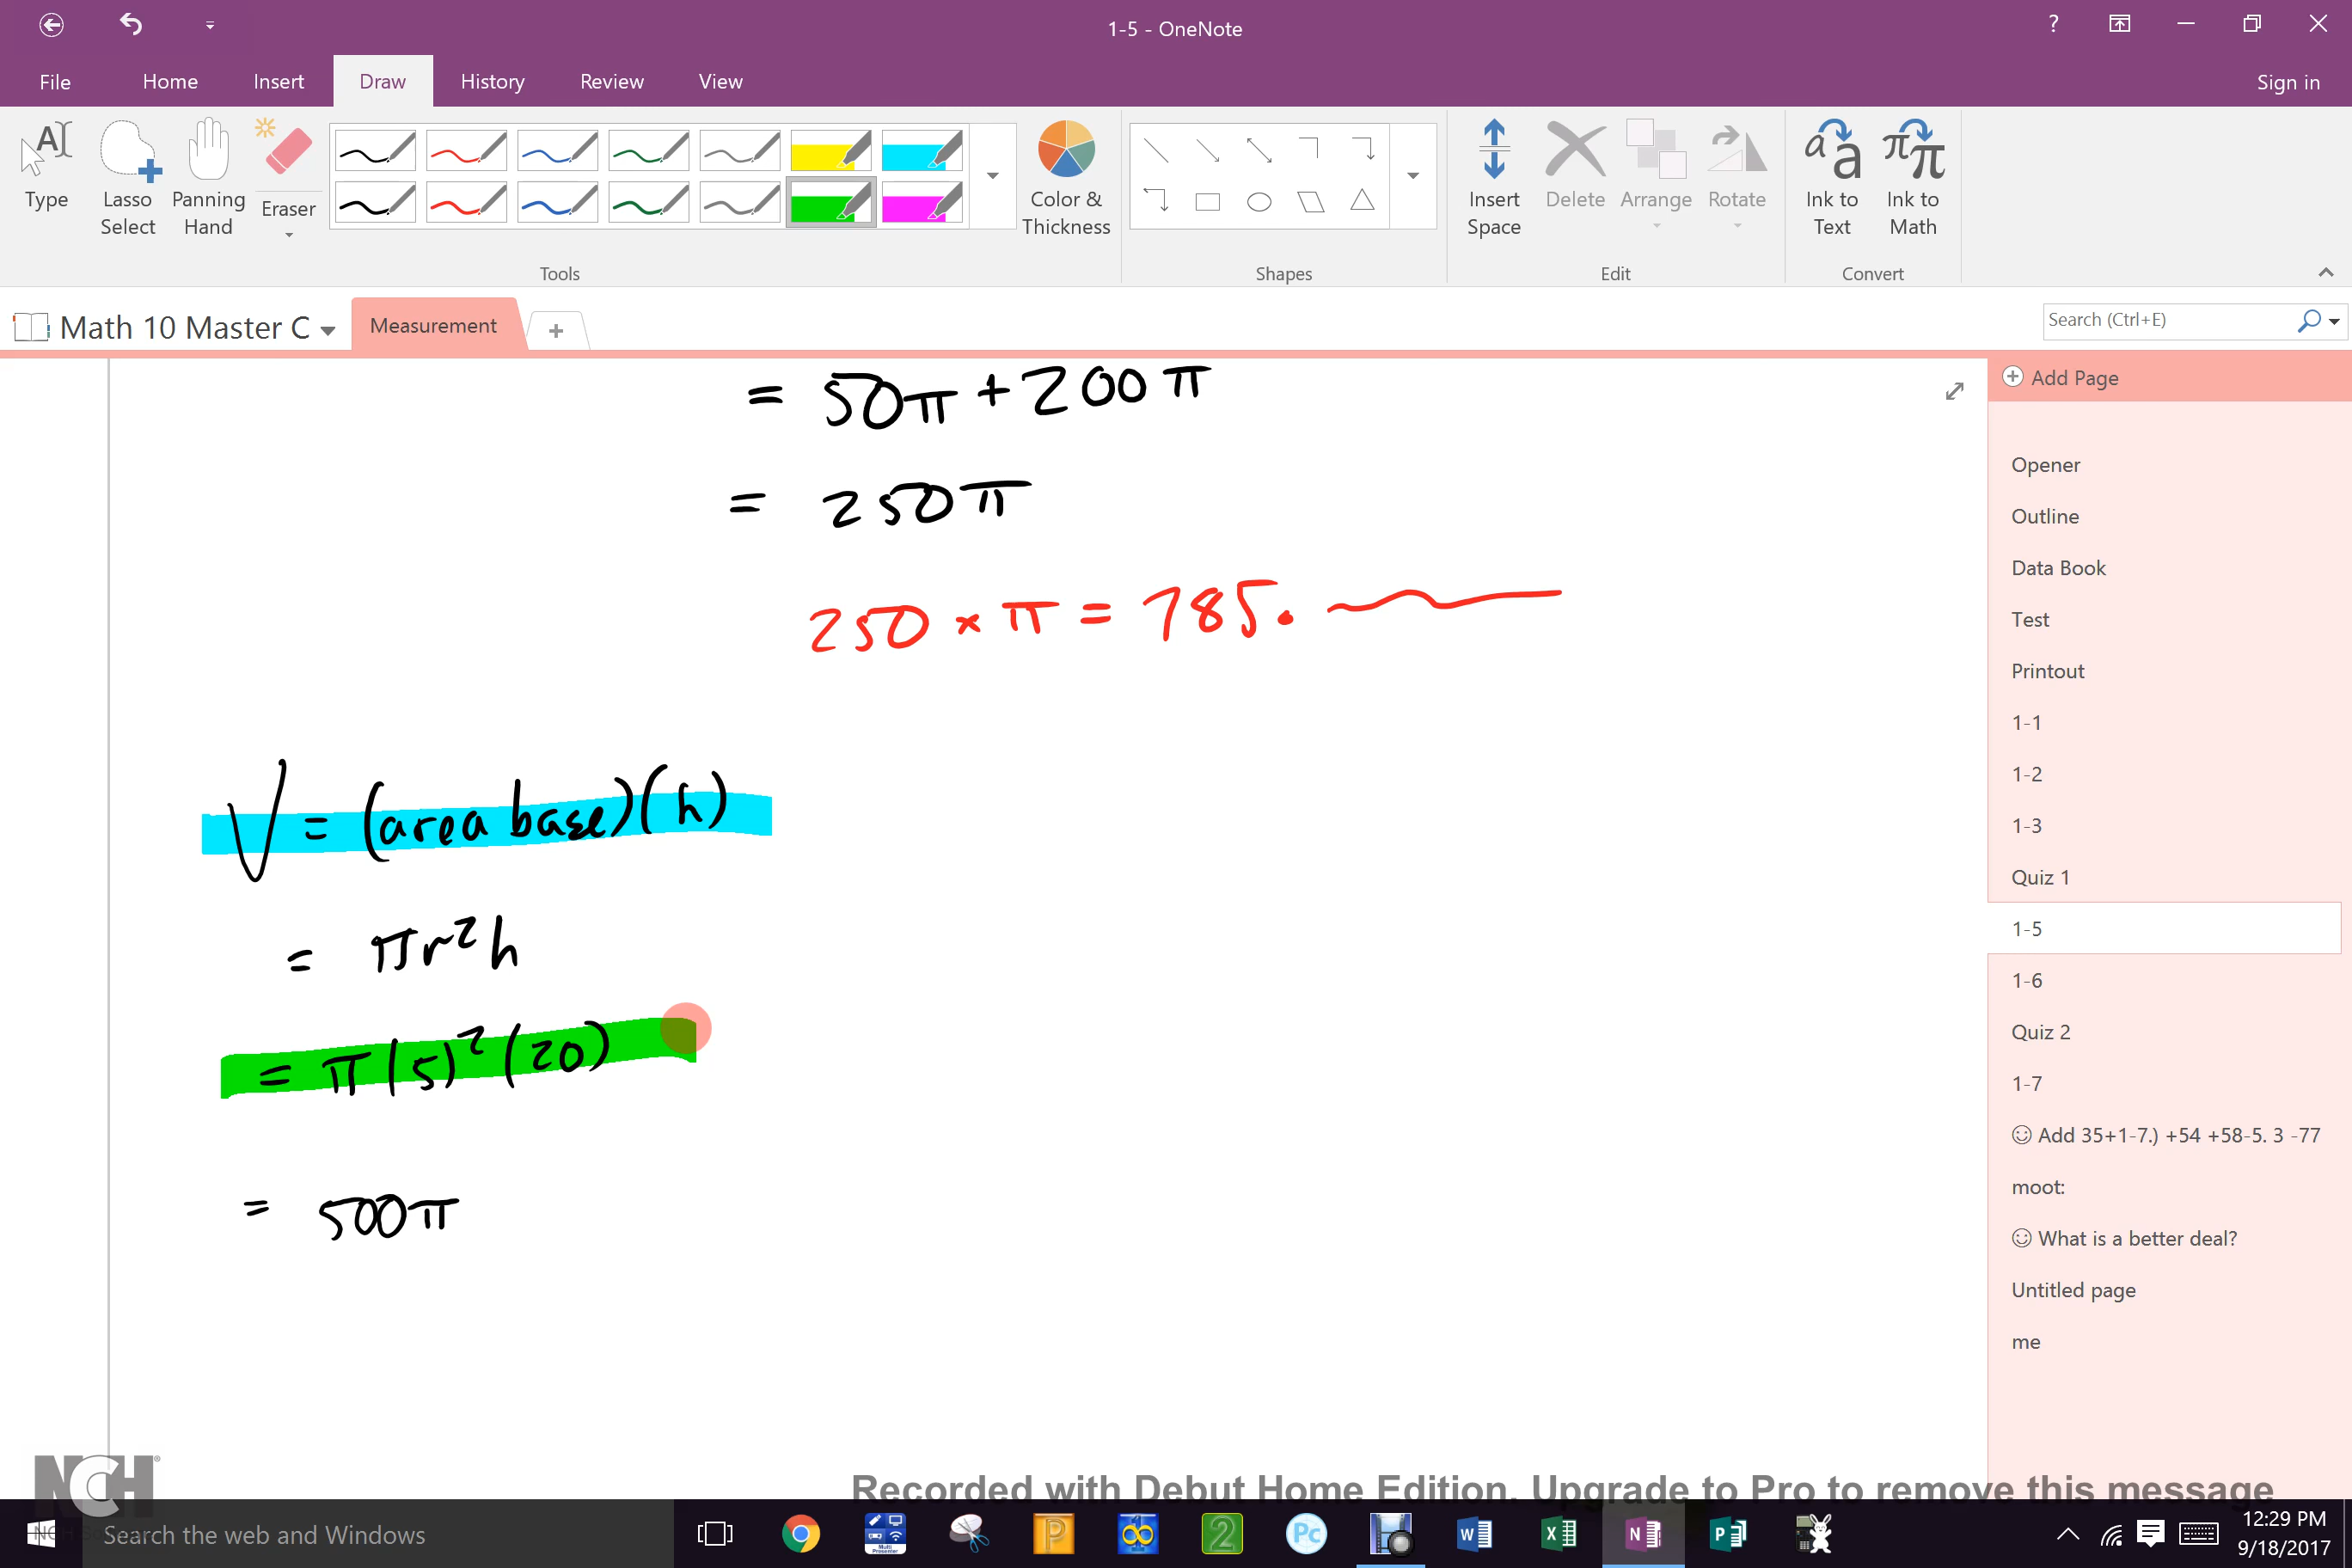 1-5 - OneNote
?
File Home Insert Draw History Review View Sign in
Type
Lasso Select
Panning Hand
Eraser
Color & Thickness
Insert Space
Delete
Arrange
Rotate
Ink to Text
Ink to Math
Tools
Shapes
Edit
Convert
Math 10 Master C
Measurement
+
Search (Ctrl+E)
= 50π + 200π
= 250π
250 × π = 785.
V = (area base)(h)
= πr²h
= π(5)²(20)
= 500π
Add Page
Opener
Outline
Data Book
Test
Printout
1-1
1-2
1-3
Quiz 1
1-5
1-6
Quiz 2
1-7
Add 35+1-7.) +54 +58-5. 3 -77
moot:
What is a better deal?
Untitled page
me
NCH
Recorded with Debut Home Edition. Upgrade to Pro to remove this message
Search the web and Windows
12:29 PM
9/18/2017